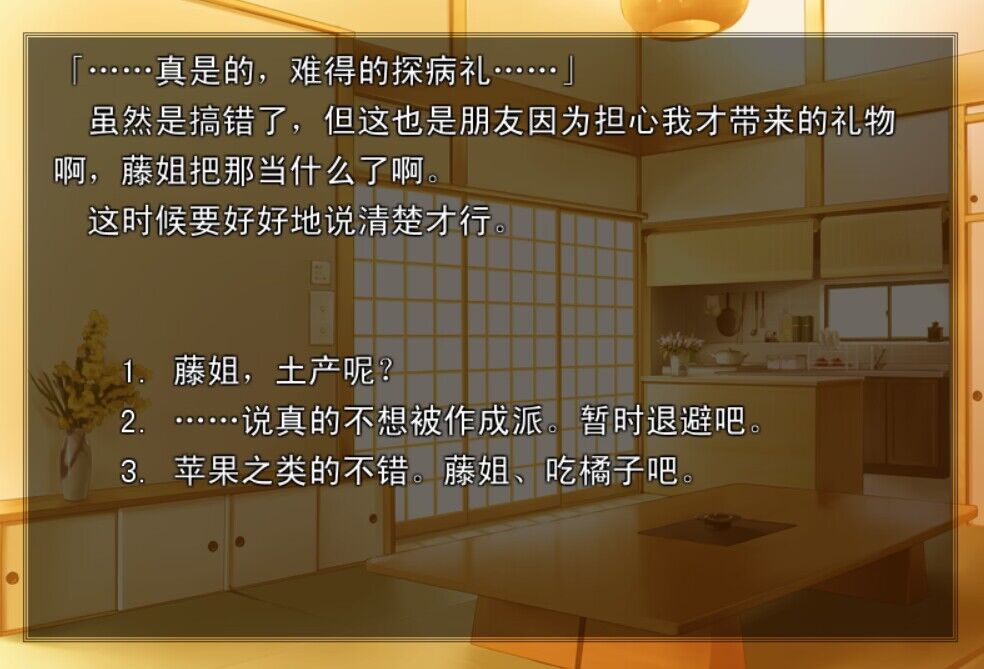 「……真是的，难得的探病礼……」
虽然是搞错了，但这也是朋友因为担心我才带来的礼物
啊，藤姐把那当什么了啊。
这时候要好好地说清楚才行。
1. 藤姐，土产呢？
2. ……说真的不想被作成派。暂时退避吧。
3. 苹果之类的不错。藤姐、吃橘子吧。